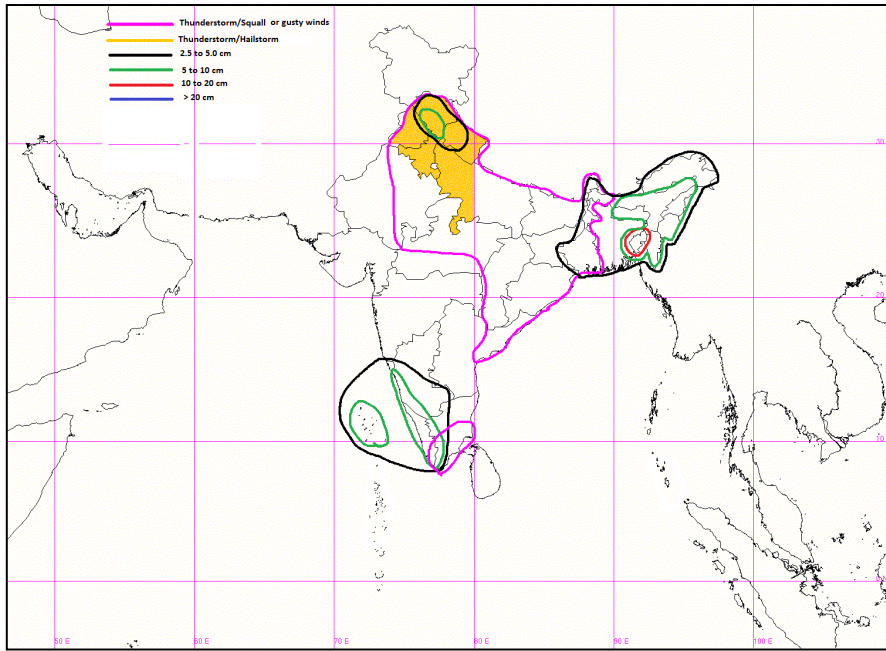 Thunderstorm/Squall or gusty winds
Thunderstorm/Hailstorm
2.5 to 5.0 cm
5 to 10 cm
10 to 20 cm
> 20 cm
30
20
10
50 E
60 E
70 E
80 E
90 E
100 E